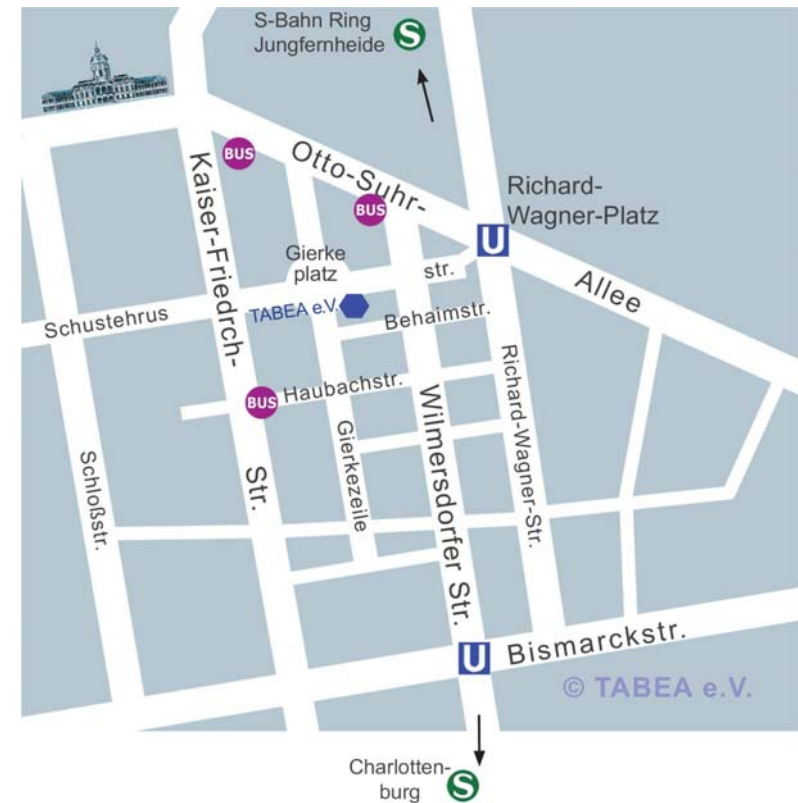 S-Bahn Ring
Jungfernheide
S
BUS
Otto-Suhr-
Allee
BUS
Richard-
Wagner-Platz
U
Kaiser-Friedrch-
Str.
Gierke
platz
Schustehrus
str.
TABEA e.V.
Behaimstr.
Haubachstr.
BUS
Richard-Wagner-Str.
Wilmersdorfer Str.
Gierkezeile
Schloßstr.
U
Bismarckstr.
© TABEA e.V.
Charlotten-
burg
S